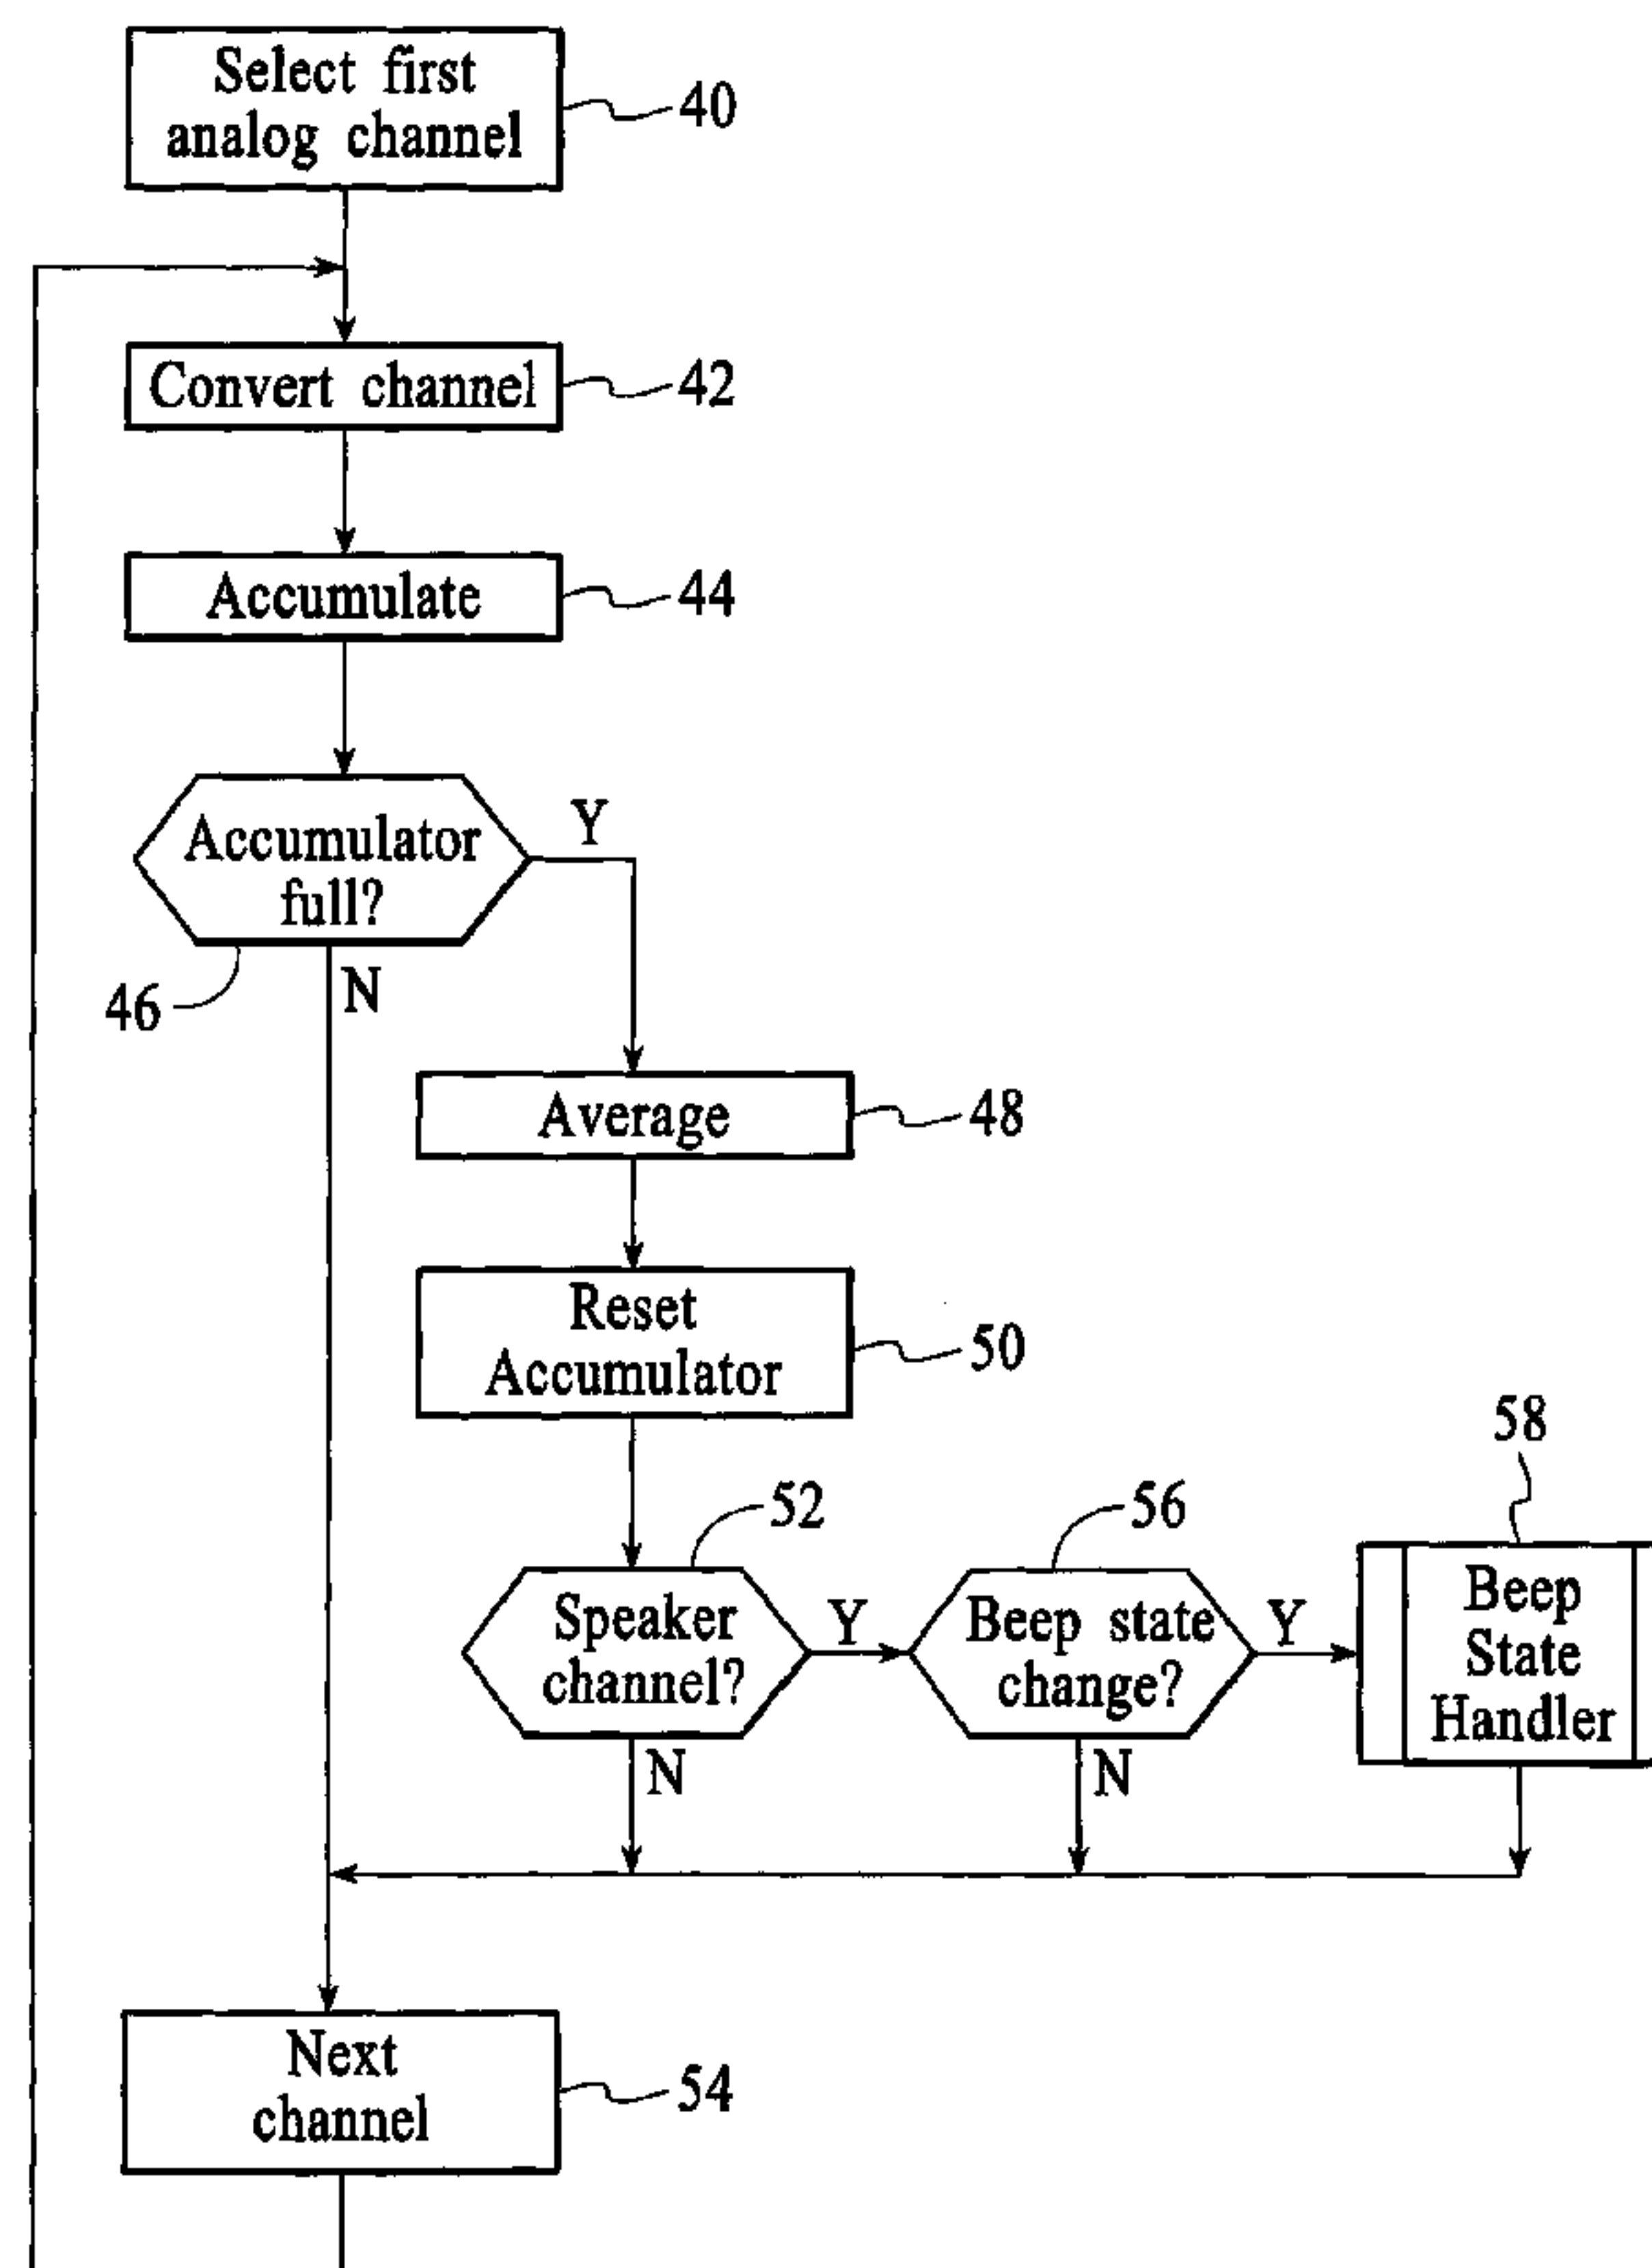 Select first
analog channel
40
Convert channel
42
Accumulate
44
Accumulator
full?
Y
N
46
Average
48
Reset
Accumulator
50
58
52
56
Speaker
channel?
Y
Beep state
change?
Y
Beep
State
Handler
N
N
Next
channel
54